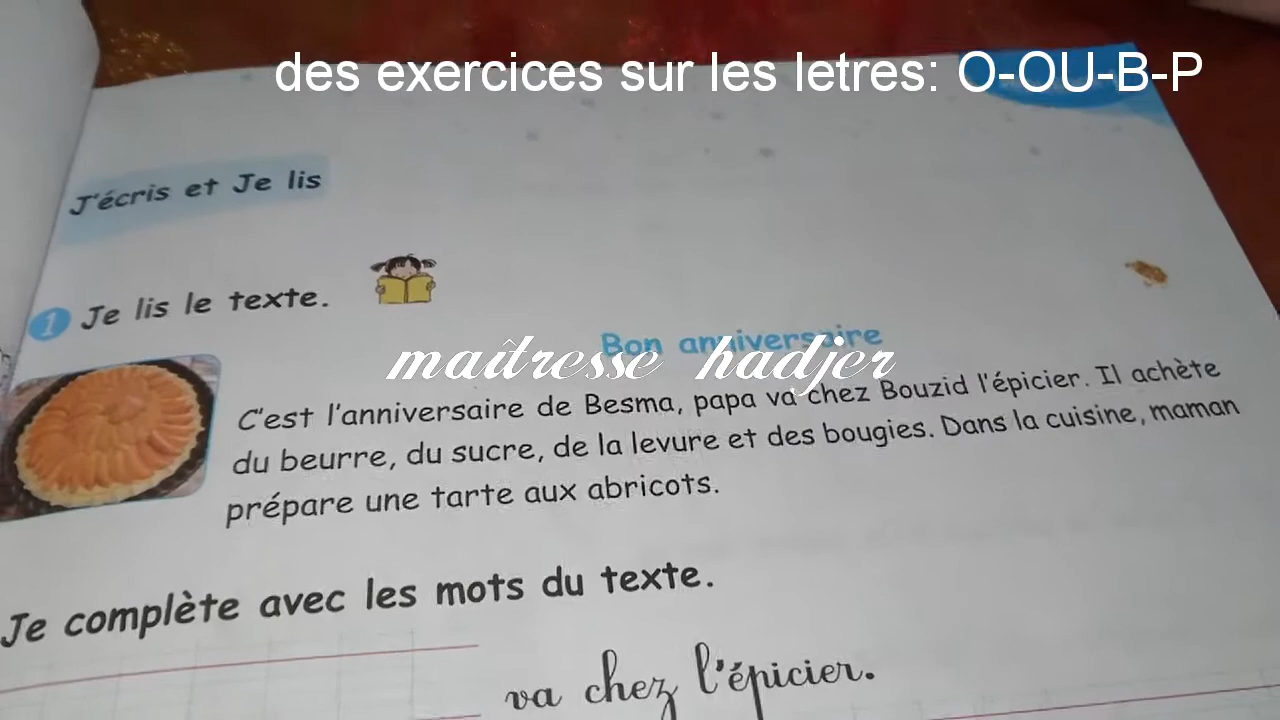 des exercices sur les letres: O-OU-B-P
J'écris et Je lis
1 Je lis le texte.
Bon anniversaire
maîtresse hadjer
C'est l'anniversaire de Besma, papa va chez Bouzid l'épicier. Il achète
du beurre, du sucre, de la levure et des bougies. Dans la cuisine, maman
prépare une tarte aux abricots.
Je complète avec les mots du texte.
va chez l'épicier.